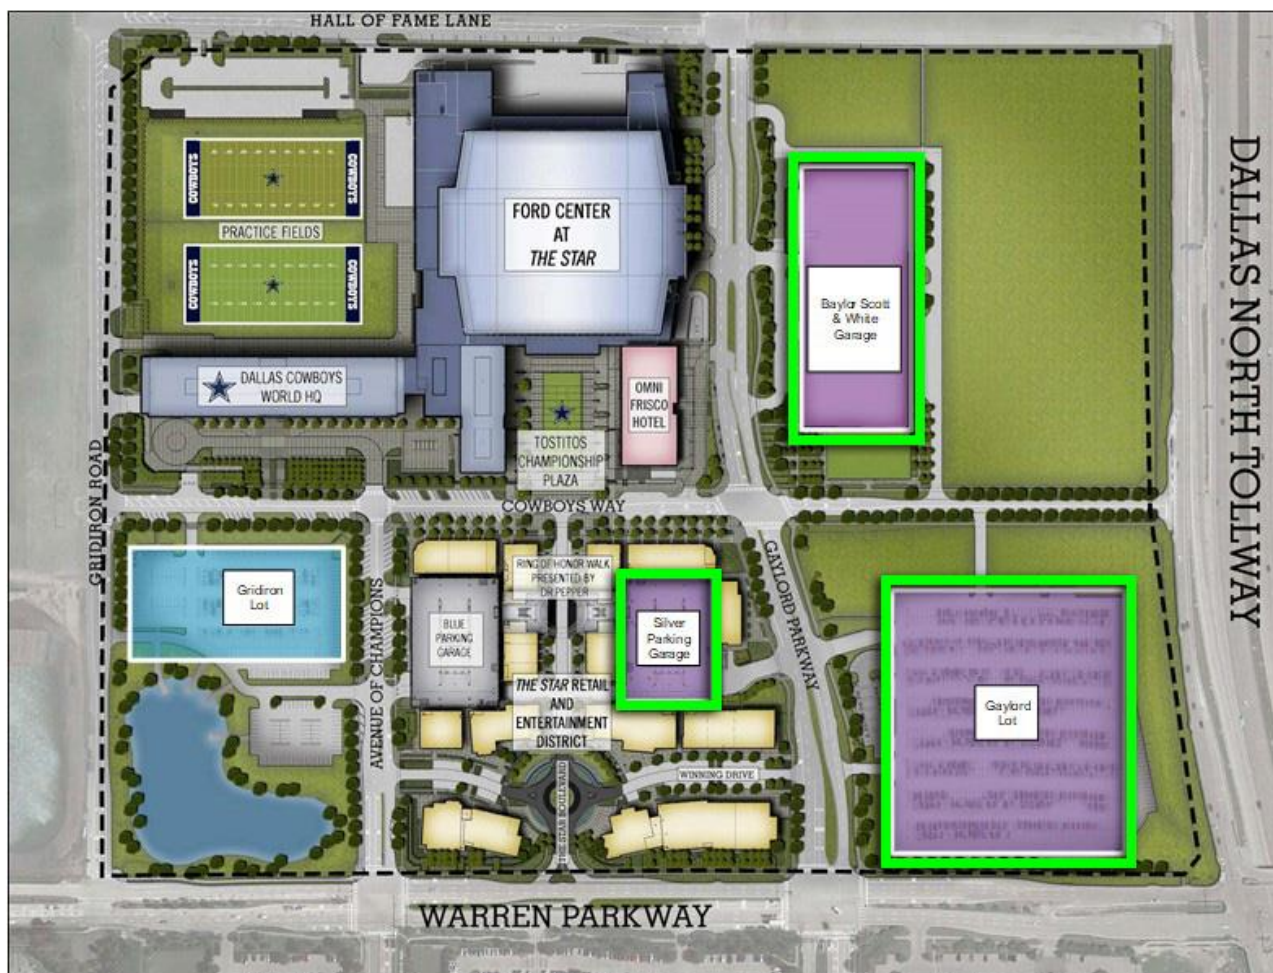 HALL OF FAME LANE
COWBOYS
COWBOYS
PRACTICE FIELDS
COWBOYS
COWBOYS
FORD CENTER
AT
THE STAR
Baylor Scott
& White
Garage
DALLAS NORTH TOLLWAY
DALLAS COWBOYS
WORLD HQ
OMNI
FRISCO
HOTEL
TOSTITOS
CHAMPIONSHIP
PLAZA
COWBOYS WAY
GRIDIRON ROAD
Gridiron
Lot
AVENUE OF CHAMPIONS
BLUE
PARKING
GARAGE
RING OF HONOR WALK
PRESENTED BY
DR PEPPER
Silver
Parking
Garage
GAYLORD PARKWAY
Gaylord
Lot
THE STAR RETAIL
AND
ENTERTAINMENT
DISTRICT
WINNING DRIVE
THE STAR BOULEVARD
WARREN PARKWAY